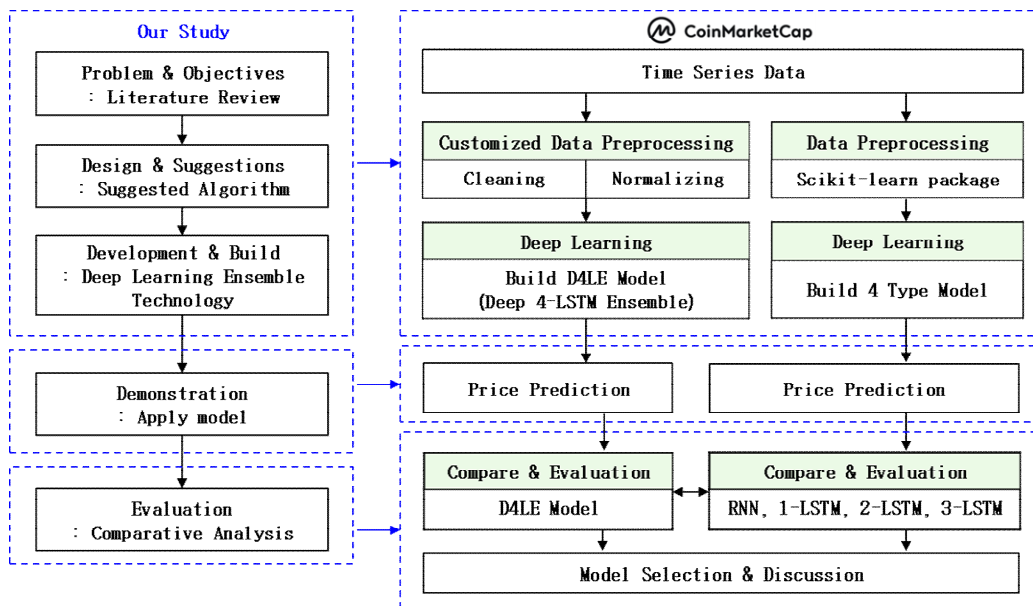 Our Study
Problem & Objectives
: Literature Review
Design & Suggestions
: Suggested Algorithm
Development & Build
: Deep Learning Ensemble
Technology
Demonstration
: Apply model
Evaluation
: Comparative Analysis
CoinMarketCap
Time Series Data
Customized Data Preprocessing
Cleaning
Normalizing
Data Preprocessing
Scikit-learn package
Deep Learning
Build D4LE Model
(Deep 4-LSTM Ensemble)
Deep Learning
Build 4 Type Model
Price Prediction
Price Prediction
Compare & Evaluation
D4LE Model
Compare & Evaluation
RNN, 1-LSTM, 2-LSTM, 3-LSTM
Model Selection & Discussion